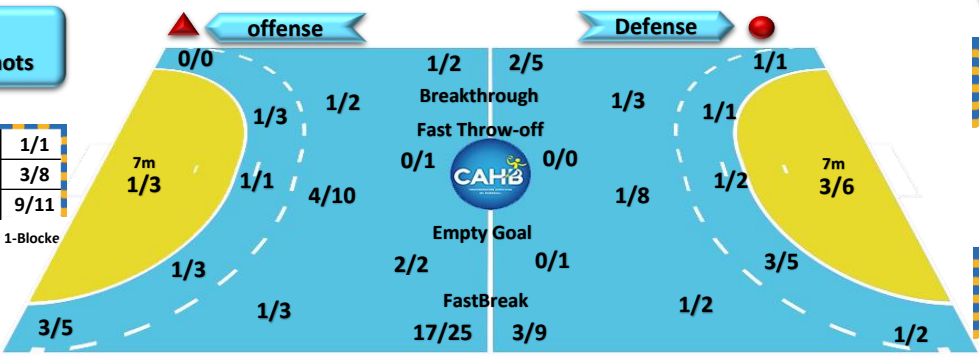 offense
Defense
ots
0/0
1/2
2/5
1/1
Breakthrough
1/3
1/2
1/3
1/1
Fast Throw-off
1/1
3/8
9/11
1-Blocke
7m
1/3
1/1
4/10
0/1
CAHB
0/0
1/8
1/2
7m
3/6
Empty Goal
1/3
2/2
0/1
3/5
FastBreak
1/3
1/2
3/5
17/25
3/9
1/2